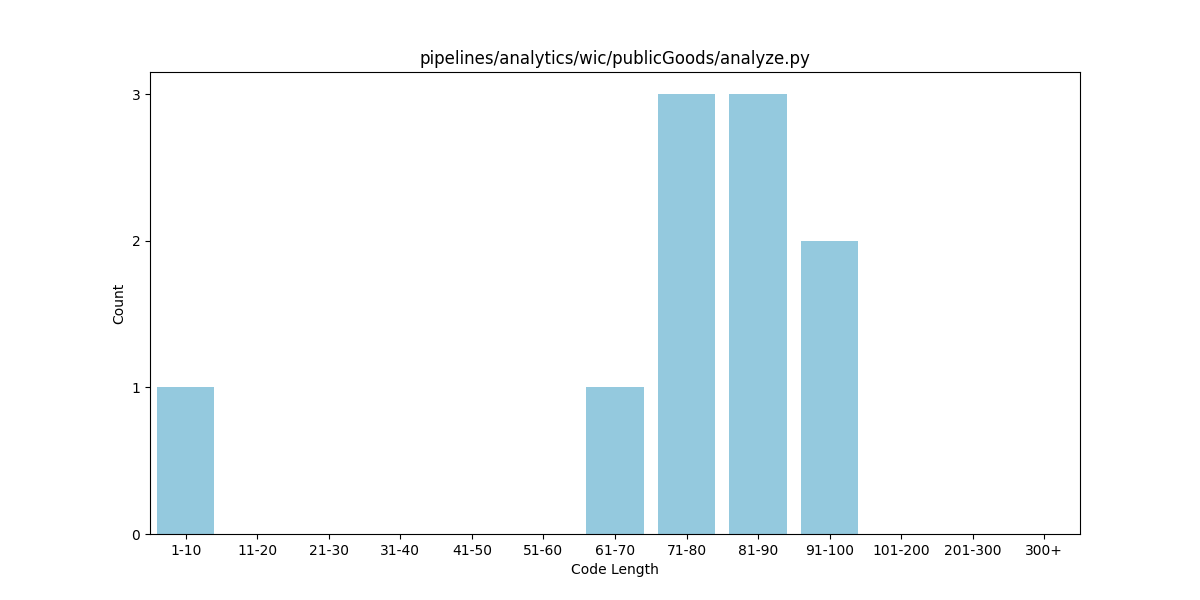 pipelines/analytics/wic/publicGoods/analyze.py
3
2
1
0
Count
1-10 11-20 21-30 31-40 41-50 51-60 61-70 71-80 81-90 91-100 101-200 201-300 300+
Code Length